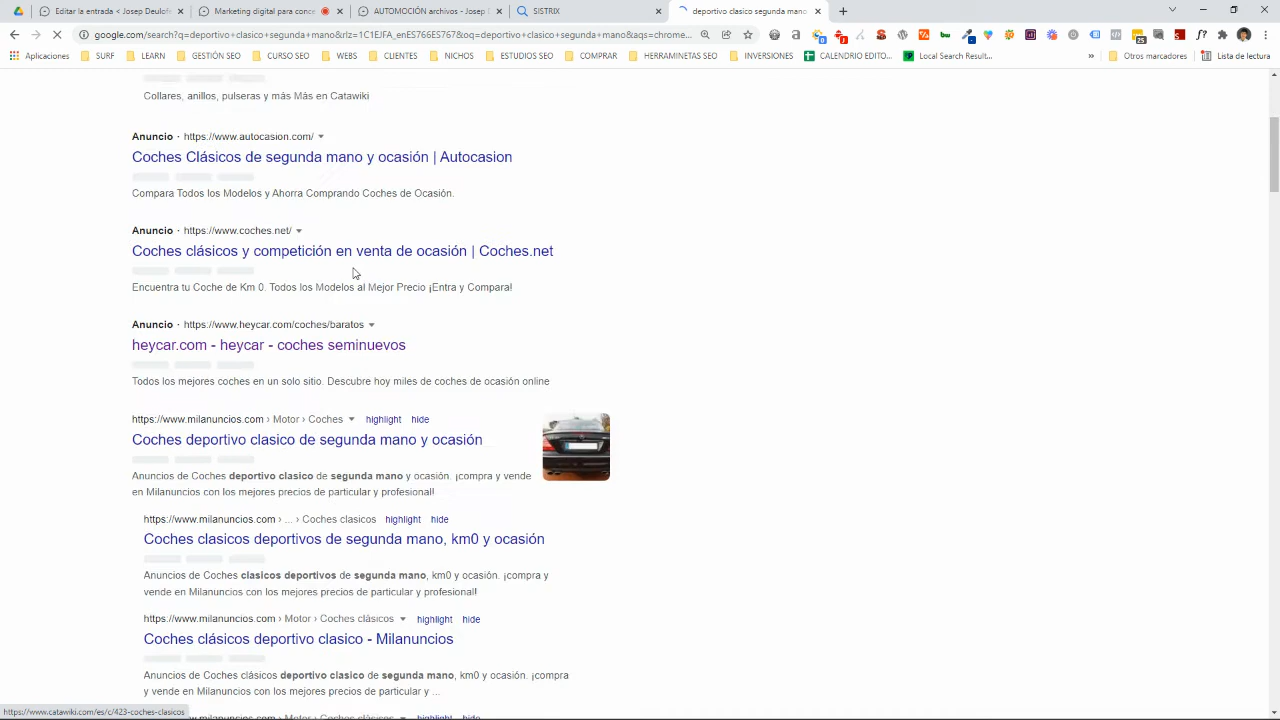 Editar la entrada < Josep Deulof
Marketing digital para conce
AUTOMOCIÓN archivos - Josep
SISTRIX
deportivo clasico segunda mano
google.com/search?q=deportivo+clasico+segunda+mano&rlz=1C1EJFA_enES766ES767&oq=deportivo+clasico+segunda+mano&aqs=chrome...
Aplicaciones
SURF
LEARN
GESTIÓN SEO
CURSO SEO
WEBS
CLIENTES
NICHOS
ESTUDIOS SEO
COMPRAR
HERRAMINETAS SEO
INVERSIONES
CALENDARIO EDITO...
Local Search Result...
»
Otros marcadores
Lista de lectura
Collares, anillos, pulseras y más Más en Catawiki
Anuncio · https://www.autocasion.com/
Coches Clásicos de segunda mano y ocasión | Autocasion
Compara Todos los Modelos y Ahorra Comprando Coches de Ocasión.
Anuncio · https://www.coches.net/
Coches clásicos y competición en venta de ocasión | Coches.net
Encuentra tu Coche de Km 0. Todos los Modelos al Mejor Precio ¡Entra y Compara!
Anuncio · https://www.heycar.com/coches/baratos
heycar.com - heycar - coches seminuevos
Todos los mejores coches en un solo sitio. Descubre hoy miles de coches de ocasión online
https://www.milanuncios.com › Motor › Coches highlight hide
Coches deportivo clasico de segunda mano y ocasión
Anuncios de Coches deportivo clasico de segunda mano y ocasión. ¡compra y vende
en Milanuncios con los mejores precios de particular y profesional!
https://www.milanuncios.com › ... › Coches clasicos highlight hide
Coches clasicos deportivos de segunda mano, km0 y ocasión
Anuncios de Coches clasicos deportivos de segunda mano, km0 y ocasión. ¡compra y
vende en Milanuncios con los mejores precios de particular y profesional!
https://www.milanuncios.com › Motor › Coches clásicos highlight hide
Coches clásicos deportivo clasico - Milanuncios
Anuncios de Coches clásicos deportivo clasico de segunda mano, km0 y ocasión. ¡compra
y vende en Milanuncios con los mejores precios de particular y ...
https://www.catawiki.com/es/c/423-coches-clasicos
www.milanuncios.com › Motor › Coches clásicos highlight hide